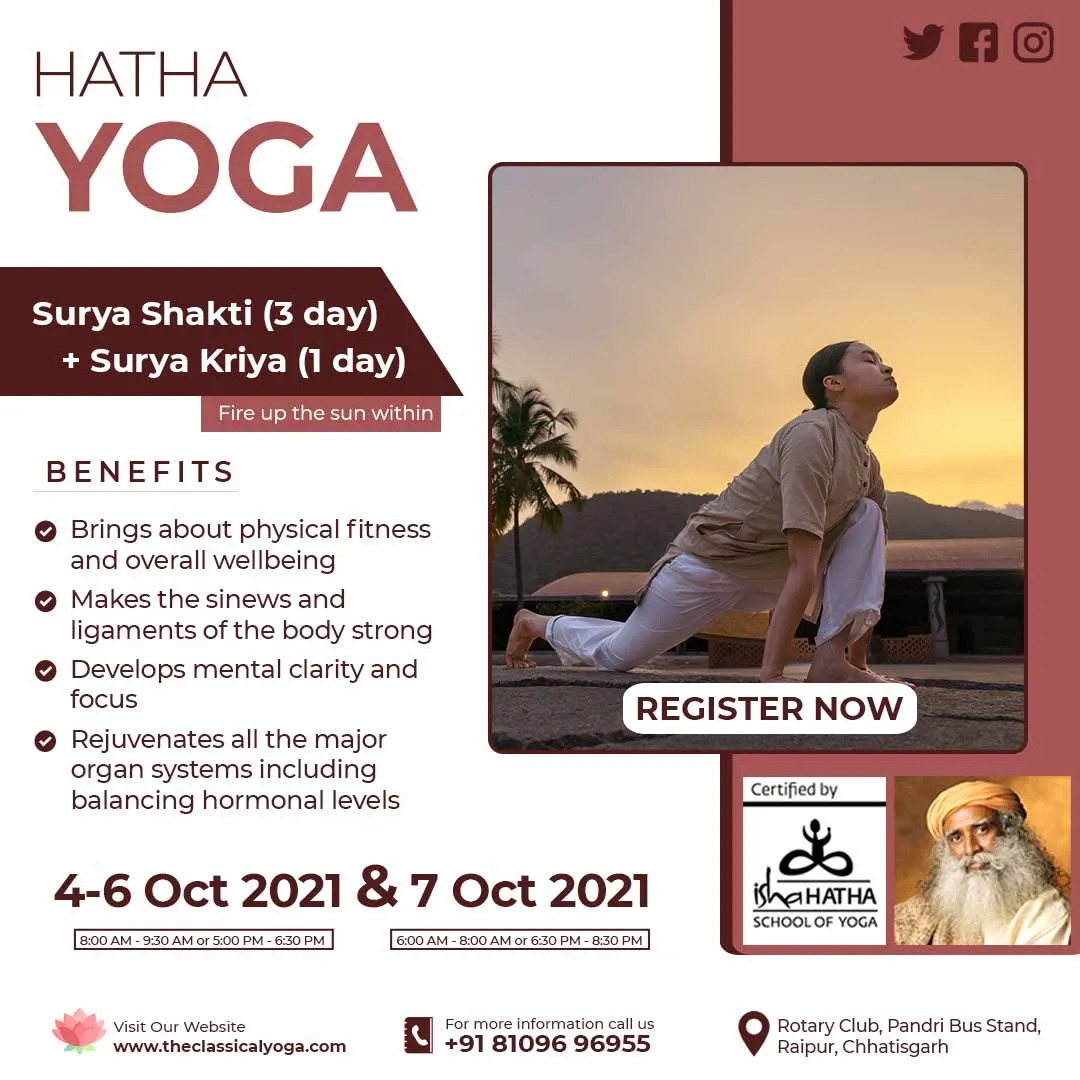 HATHA
YOGA
Surya Shakti (3 day)
+ Surya Kriya (1 day)
Fire up the sun within
BENEFITS
Brings about physical fitness
and overall wellbeing
Makes the sinews and
ligaments of the body strong
Develops mental clarity and
focus
Rejuvenates all the major
organ systems including
balancing hormonal levels
REGISTER NOW
Certified by
isha HATHA
SCHOOL OF YOGA
4-6 Oct 2021 & 7 Oct 2021
8:00 AM - 9:30 AM or 5:00 PM - 6:30 PM
6:00 AM - 8:00 AM or 6:30 PM - 8:30 PM
Visit Our Website
www.theclassicalyoga.com
For more information call us
+91 81096 96955
Rotary Club, Pandri Bus Stand,
Raipur, Chhatisgarh